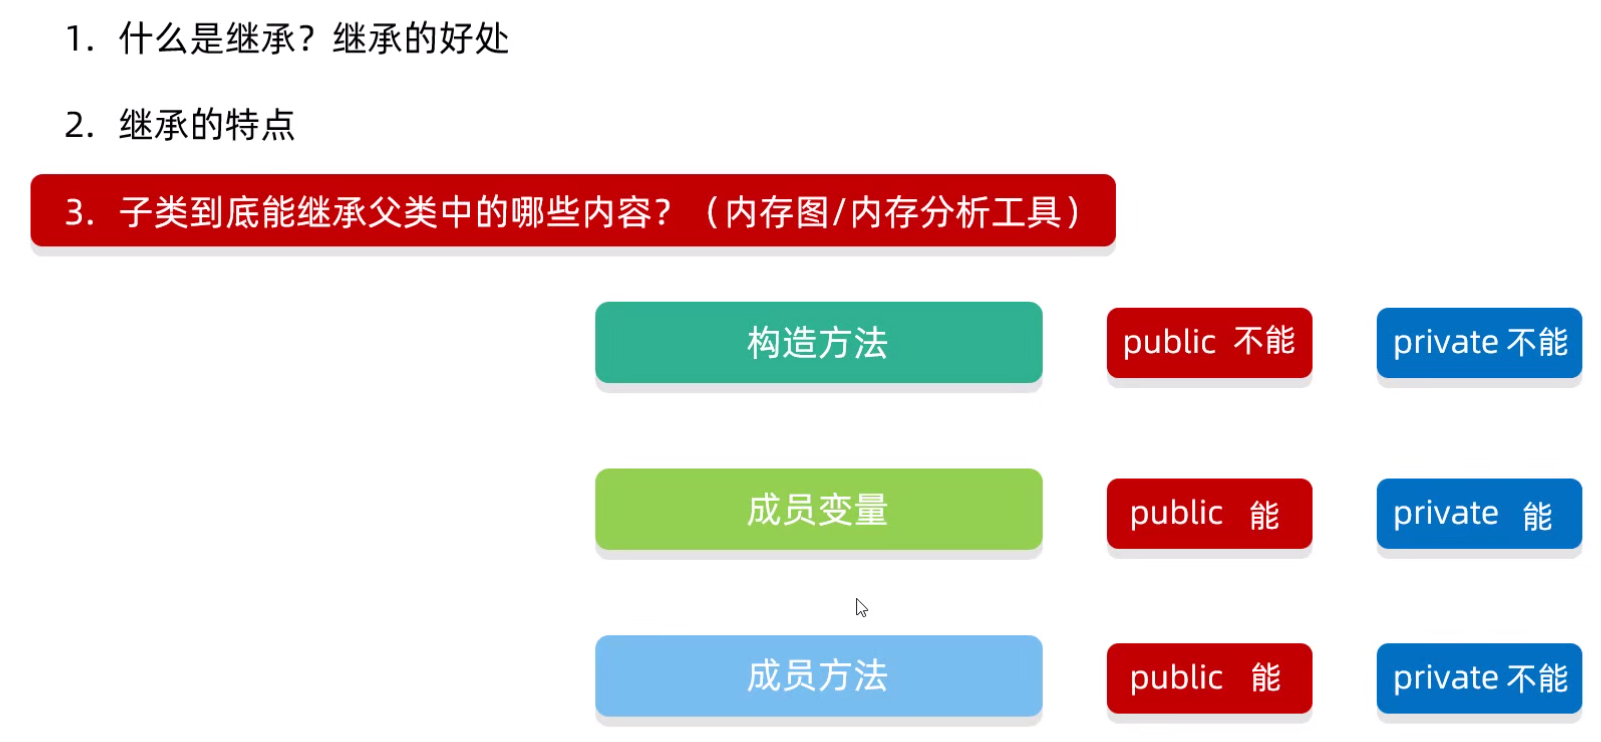 1. 什么是继承？继承的好处
2. 继承的特点
3. 子类到底能继承父类中的哪些内容？（内存图/内存分析工具）
构造方法 public 不能 private 不能
成员变量 public 能 private 能
成员方法 public 能 private 不能